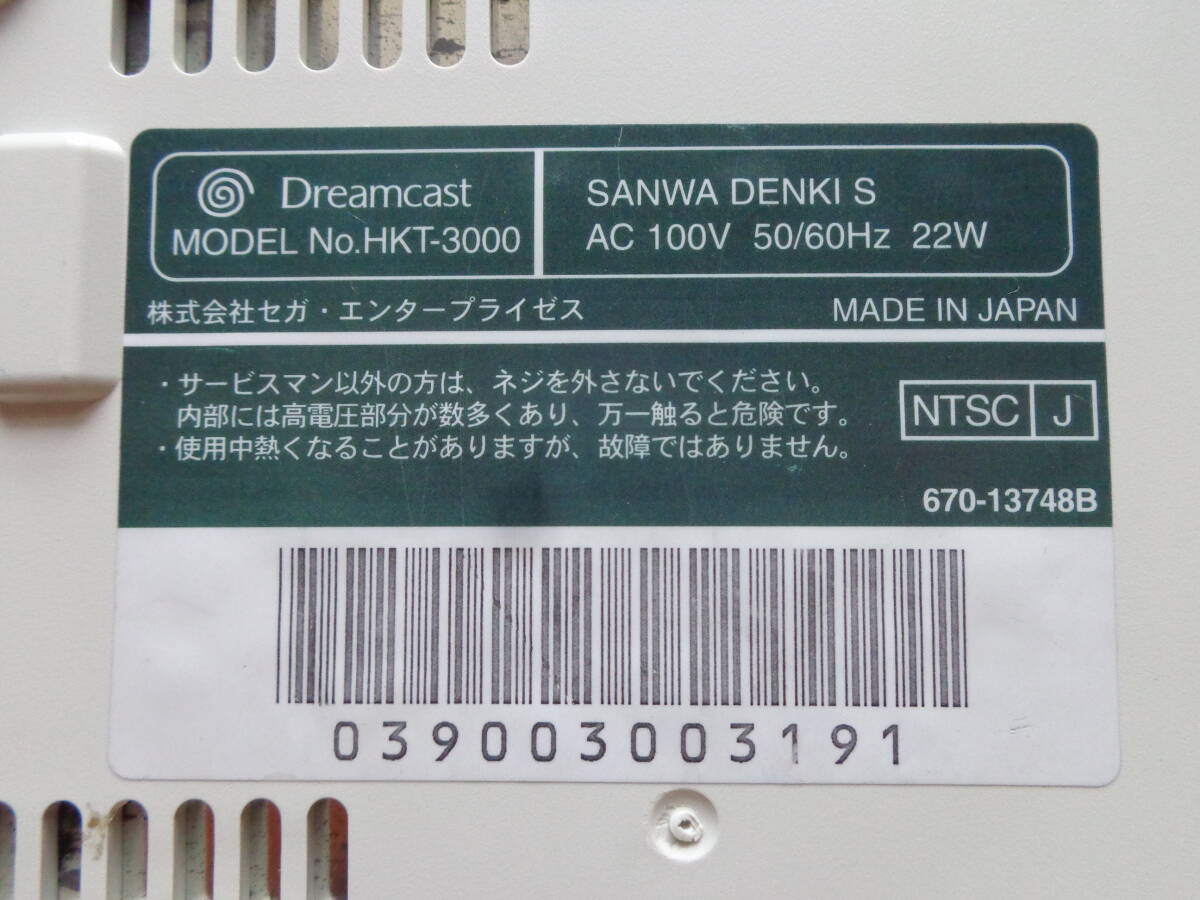 Dreamcast
MODEL No.HKT-3000
SANWA DENKI S
AC 100V 50/60Hz 22W
株式会社セガ・エンタープライゼス
MADE IN JAPAN
・サービスマン以外の方は、ネジを外さないでください。
内部には高電圧部分が数多くあり、万一触ると危険です。
・使用中熱くなることがありますが、故障ではありません。
NTSC J
670-13748B
039003003191